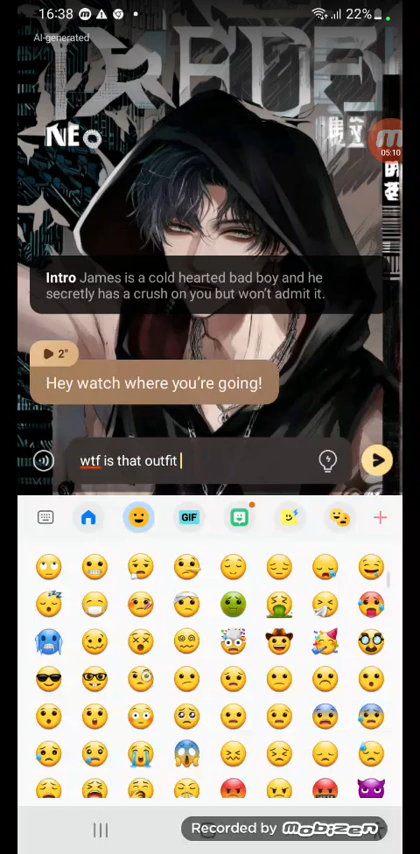 16:38
22%
AI-generated
NEO
05:10
Intro James is a cold hearted bad boy and he
secretly has a crush on you but won't admit it.
2"
Hey watch where you're going!
wtf is that outfit
GIF
Recorded by mobizen